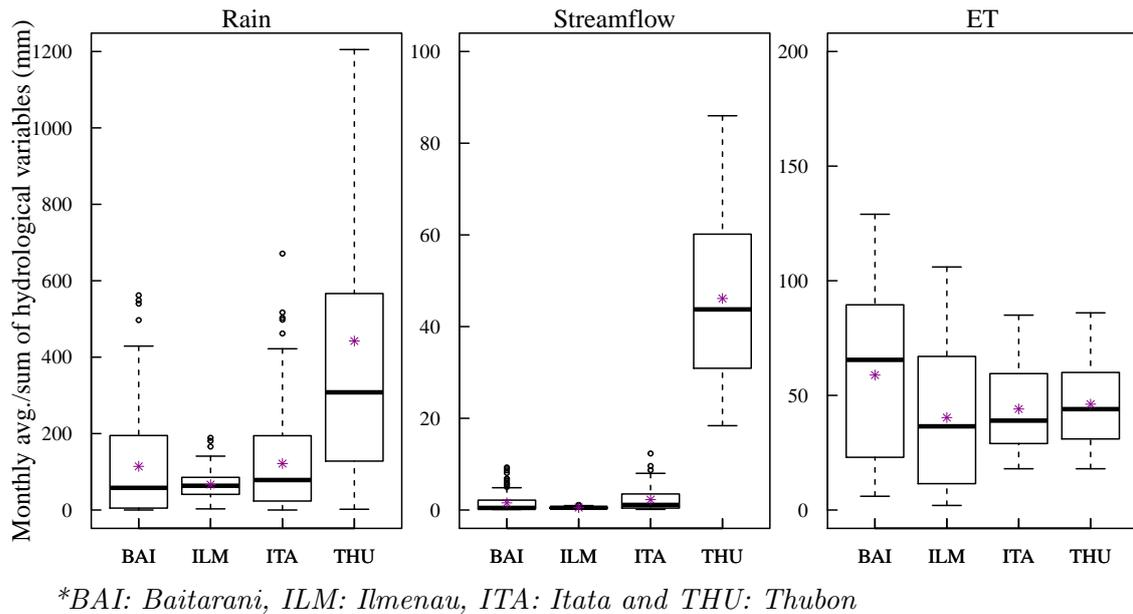 Rain Streamflow ET
Monthly avg./sum of hydrological variables (mm)
1200 100 200
1000
80
150
800
60
600 100
40
400
50
20
200
0 0 0
BAI ILM ITA THU BAI ILM ITA THU BAI ILM ITA THU
*BAI: Baitarani, ILM: Ilmenau, ITA: Itata and THU: Thubon